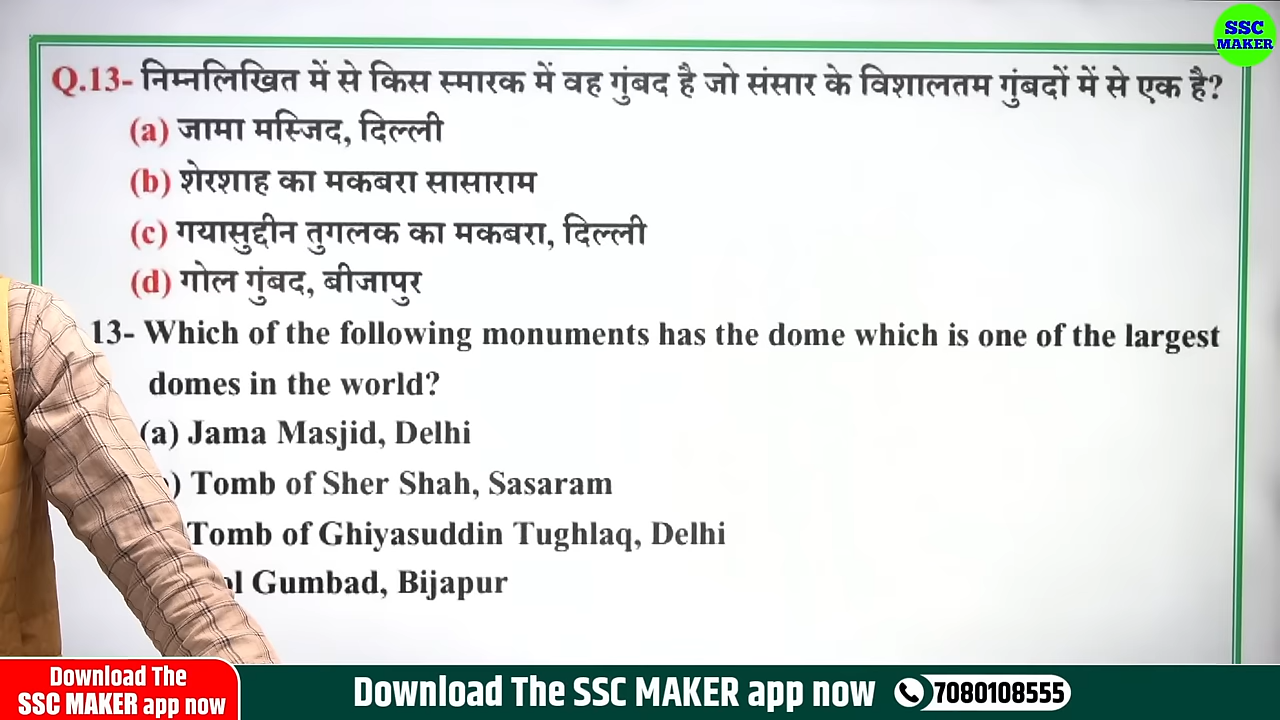 SSC
MAKER
Q.13- निम्नलिखित में से किस स्मारक में वह गुंबद है जो संसार के विशालतम गुंबदों में से एक है?
(a) जामा मस्जिद, दिल्ली
(b) शेरशाह का मकबरा सासाराम
(c) गयासुद्दीन तुगलक का मकबरा, दिल्ली
(d) गोल गुंबद, बीजापुर
13- Which of the following monuments has the dome which is one of the largest
domes in the world?
(a) Jama Masjid, Delhi
) Tomb of Sher Shah, Sasaram
Tomb of Ghiyasuddin Tughlaq, Delhi
l Gumbad, Bijapur
Download The
SSC MAKER app now
Download The SSC MAKER app now
7080108555